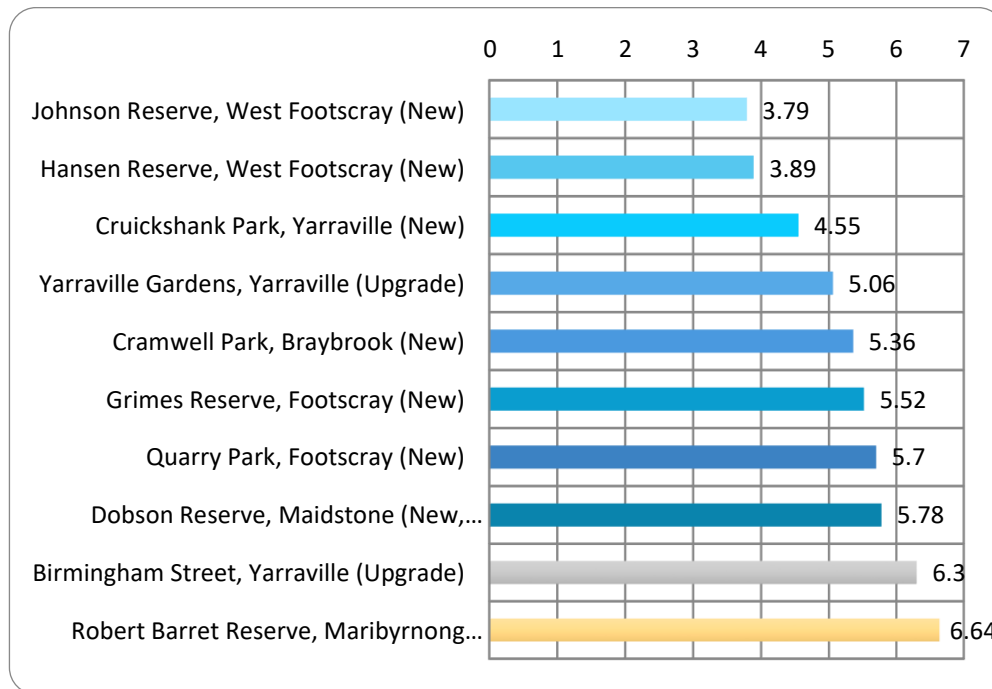 0 1 2 3 4 5 6 7
Johnson Reserve, West Footscray (New) 3.79
Hansen Reserve, West Footscray (New) 3.89
Cruickshank Park, Yarraville (New) 4.55
Yarraville Gardens, Yarraville (Upgrade) 5.06
Cramwell Park, Braybrook (New) 5.36
Grimes Reserve, Footscray (New) 5.52
Quarry Park, Footscray (New) 5.7
Dobson Reserve, Maidstone (New,... 5.78
Birmingham Street, Yarraville (Upgrade) 6.3
Robert Barret Reserve, Maribyrnong... 6.64